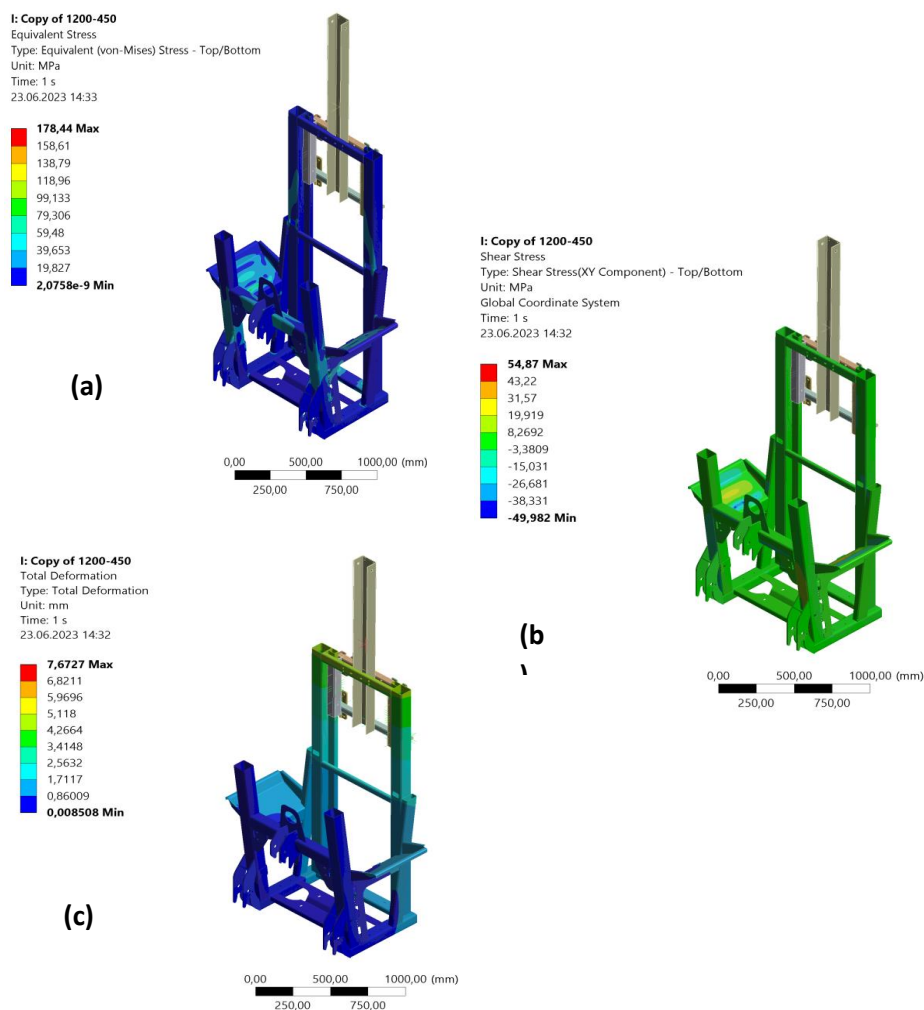 I: Copy of 1200-450
Equivalent Stress
Type: Equivalent (von-Mises) Stress - Top/Bottom
Unit: MPa
Time: 1 s
23.06.2023 14:33
178,44 Max
158,61
138,79
118,96
99,133
79,306
59,48
39,653
19,827
2,0758e-9 Min
(a)
0,00 500,00 1000,00 (mm)
250,00 750,00
I: Copy of 1200-450
Shear Stress
Type: Shear Stress(XY Component) - Top/Bottom
Unit: MPa
Global Coordinate System
Time: 1 s
23.06.2023 14:32
54,87 Max
43,22
31,57
19,919
8,2692
-3,3809
-15,031
-26,681
-38,331
-49,982 Min
(b
)
0,00 500,00 1000,00 (mm)
250,00 750,00
I: Copy of 1200-450
Total Deformation
Type: Total Deformation
Unit: mm
Time: 1 s
23.06.2023 14:32
7,6727 Max
6,8211
5,9696
5,118
4,2664
3,4148
2,5632
1,7117
0,86009
0,008508 Min
(c)
0,00 500,00 1000,00 (mm)
250,00 750,00